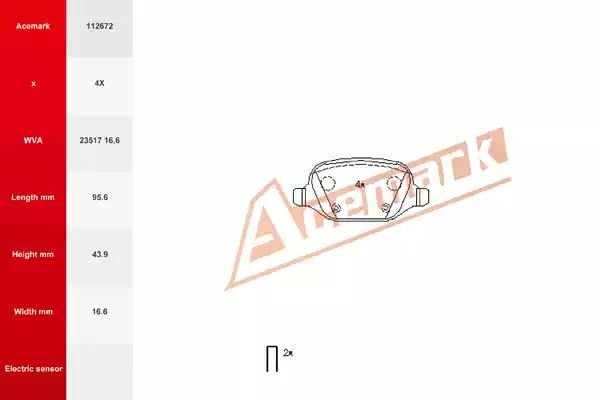 Acemark 112672
x 4X
WVA 23517 16,6
Length mm 95.6
Height mm 43.9
Width mm 16.6
Electric sensor
4x
Acemark
2x